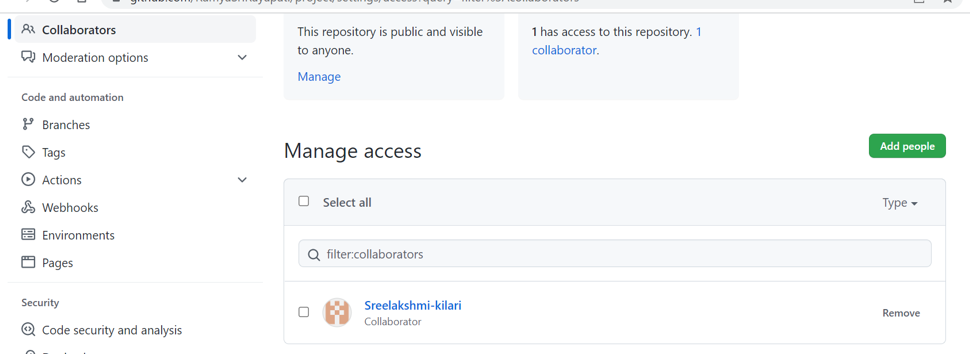 Collaborators
Moderation options
Code and automation
Branches
Tags
Actions
Webhooks
Environments
Pages
Security
Code security and analysis
This repository is public and visible
to anyone.
Manage
1 has access to this repository. 1
collaborator.
Manage access
Add people
Select all
Type
filter:collaborators
Sreelakshmi-kilari
Collaborator
Remove